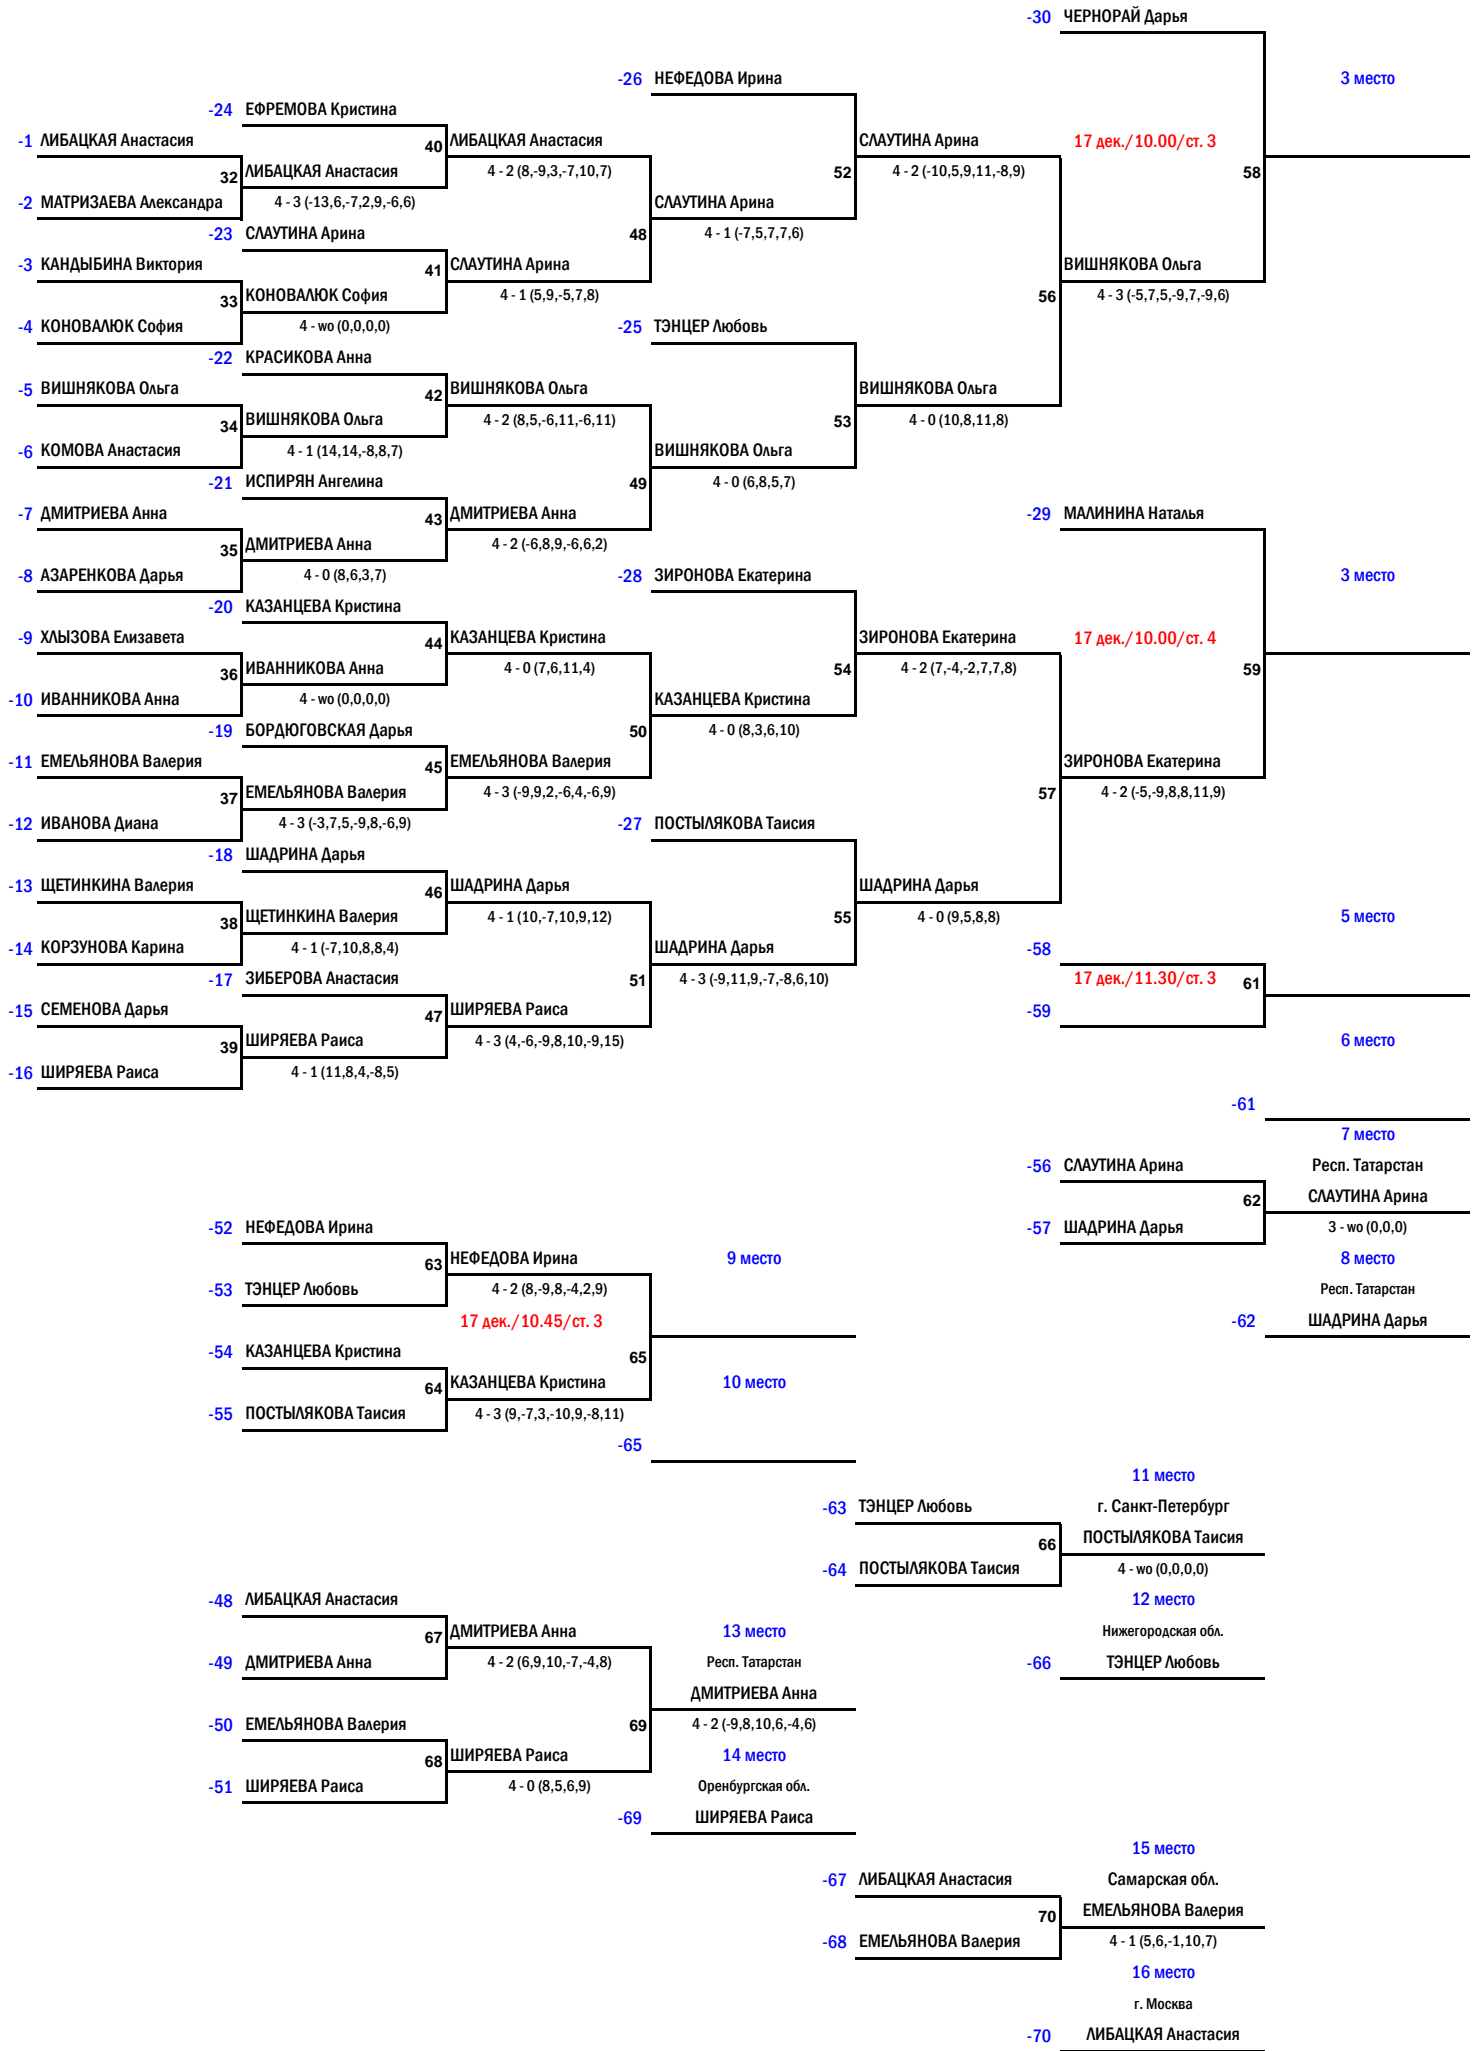 -30 ЧЕРНОРАЙ Дарья
-26 НЕФЕДОВА Ирина
3 место
-24 ЕФРЕМОВА Кристина
-1 ЛИБАЦКАЯ Анастасия
40 ЛИБАЦКАЯ Анастасия
СЛАУТИНА Арина
17 дек./10.00/ст. 3
32 ЛИБАЦКАЯ Анастасия
4 - 2 (8,-9,3,-7,10,7)
52
4 - 2 (-10,5,9,11,-8,9)
58
-2 МАТРИЗАЕВА Александра
4 - 3 (-13,6,-7,2,9,-6,6)
СЛАУТИНА Арина
-23 СЛАУТИНА Арина
48
4 - 1 (-7,5,7,7,6)
-3 КАНДЫБИНА Виктория
41 СЛАУТИНА Арина
ВИШНЯКОВА Ольга
33 КОНОВАЛЮК София
4 - 1 (5,9,-5,7,8)
56
4 - 3 (-5,7,5,-9,7,-9,6)
-4 КОНОВАЛЮК София
4 - wo (0,0,0,0)
-25 ТЭНЦЕР Любовь
-22 КРАСИКОВА Анна
-5 ВИШНЯКОВА Ольга
42 ВИШНЯКОВА Ольга
ВИШНЯКОВА Ольга
34 ВИШНЯКОВА Ольга
4 - 2 (8,5,-6,11,-6,11)
53
4 - 0 (10,8,11,8)
-6 КОМОВА Анастасия
4 - 1 (14,14,-8,8,7)
ВИШНЯКОВА Ольга
-21 ИСПИРЯН Ангелина
49
4 - 0 (6,8,5,7)
-7 ДМИТРИЕВА Анна
43 ДМИТРИЕВА Анна
-29 МАЛИНИНА Наталья
35 ДМИТРИЕВА Анна
4 - 2 (-6,8,9,-6,6,2)
-8 АЗАРЕНКОВА Дарья
4 - 0 (8,6,3,7)
-28 ЗИРОНОВА Екатерина
3 место
-20 КАЗАНЦЕВА Кристина
-9 ХЛЫЗОВА Елизавета
44 КАЗАНЦЕВА Кристина
ЗИРОНОВА Екатерина
17 дек./10.00/ст. 4
36 ИВАННИКОВА Анна
4 - 0 (7,6,11,4)
54
4 - 2 (7,-4,-2,7,7,8)
59
-10 ИВАННИКОВА Анна
4 - wo (0,0,0,0)
КАЗАНЦЕВА Кристина
-19 БОРДЮГОВСКАЯ Дарья
50
4 - 0 (8,3,6,10)
-11 ЕМЕЛЬЯНОВА Валерия
45 ЕМЕЛЬЯНОВА Валерия
ЗИРОНОВА Екатерина
37 ЕМЕЛЬЯНОВА Валерия
4 - 3 (-9,9,2,-6,4,-6,9)
57
4 - 2 (-5,-9,8,8,11,9)
-12 ИВАНОВА Диана
4 - 3 (-3,7,5,-9,8,-6,9)
-27 ПОСТЫЛЯКОВА Таисия
-18 ШАДРИНА Дарья
-13 ЩЕТИНКИНА Валерия
46 ШАДРИНА Дарья
ШАДРИНА Дарья
38 ЩЕТИНКИНА Валерия
4 - 1 (10,-7,10,9,12)
55
4 - 0 (9,5,8,8)
5 место
-14 КОРЗУНОВА Карина
4 - 1 (-7,10,8,8,4)
ШАДРИНА Дарья
-58
-17 ЗИБЕРОВА Анастасия
51
4 - 3 (-9,11,9,-7,-8,6,10)
17 дек./11.30/ст. 3
61
-15 СЕМЕНОВА Дарья
47 ШИРЯЕВА Раиса
-59
39 ШИРЯЕВА Раиса
4 - 3 (4,-6,-9,8,10,-9,15)
6 место
-16 ШИРЯЕВА Раиса
4 - 1 (11,8,4,-8,5)
-61
7 место
-56 СЛАУТИНА Арина
Респ. Татарстан
62
СЛАУТИНА Арина
-52 НЕФЕДОВА Ирина
-57 ШАДРИНА Дарья
3 - wo (0,0,0)
63 НЕФЕДОВА Ирина
9 место
8 место
-53 ТЭНЦЕР Любовь
4 - 2 (8,-9,8,-4,2,9)
Респ. Татарстан
17 дек./10.45/ст. 3
-62 ШАДРИНА Дарья
-54 КАЗАНЦЕВА Кристина
65
64 КАЗАНЦЕВА Кристина
10 место
-55 ПОСТЫЛЯКОВА Таисия
4 - 3 (9,-7,3,-10,9,-8,11)
-65
11 место
-63 ТЭНЦЕР Любовь
г. Санкт-Петербург
66
ПОСТЫЛЯКОВА Таисия
-64 ПОСТЫЛЯКОВА Таисия
4 - wo (0,0,0,0)
-48 ЛИБАЦКАЯ Анастасия
12 место
67 ДМИТРИЕВА Анна
13 место
Нижегородская обл.
-49 ДМИТРИЕВА Анна
4 - 2 (6,9,10,-7,-4,8)
Респ. Татарстан
-66 ТЭНЦЕР Любовь
ДМИТРИЕВА Анна
-50 ЕМЕЛЬЯНОВА Валерия
69
4 - 2 (-9,8,10,6,-4,6)
68 ШИРЯЕВА Раиса
14 место
-51 ШИРЯЕВА Раиса
4 - 0 (8,5,6,9)
Оренбургская обл.
-69 ШИРЯЕВА Раиса
15 место
-67 ЛИБАЦКАЯ Анастасия
Самарская обл.
70
ЕМЕЛЬЯНОВА Валерия
-68 ЕМЕЛЬЯНОВА Валерия
4 - 1 (5,6,-1,10,7)
16 место
г. Москва
-70 ЛИБАЦКАЯ Анастасия